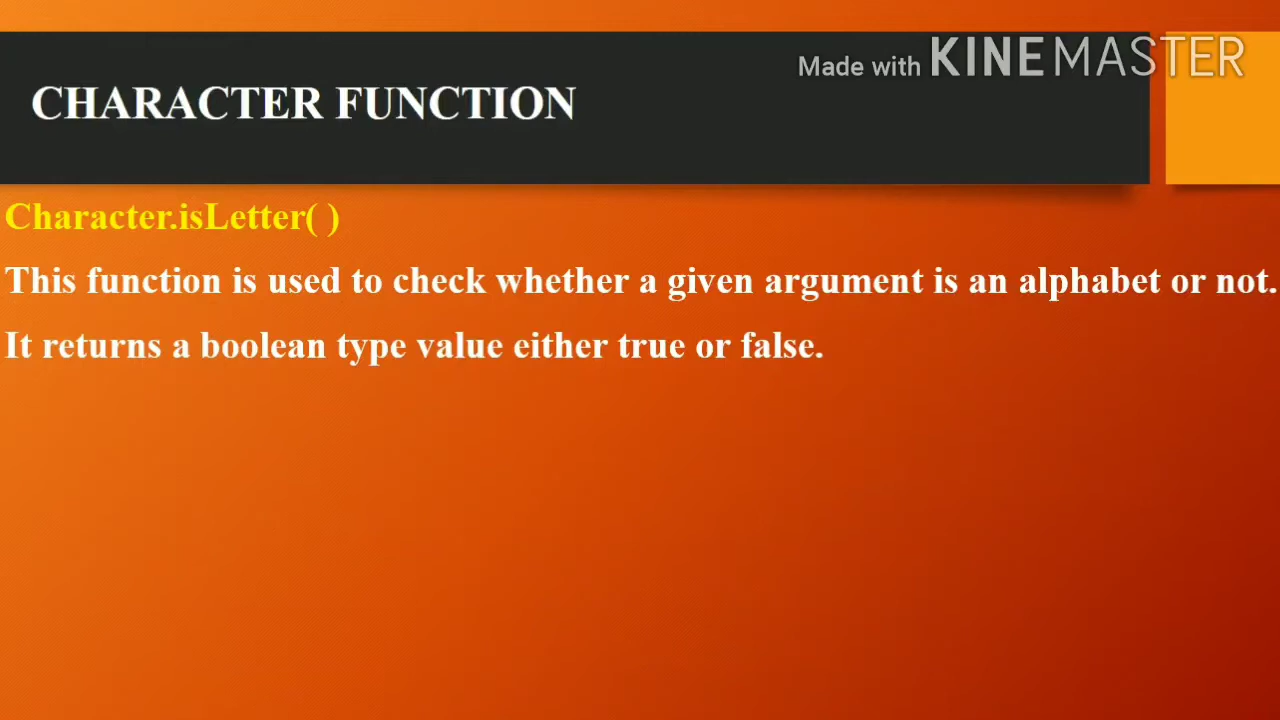 Made with KINEMASTER
CHARACTER FUNCTION
Character.isLetter( )
This function is used to check whether a given argument is an alphabet or not.
It returns a boolean type value either true or false.